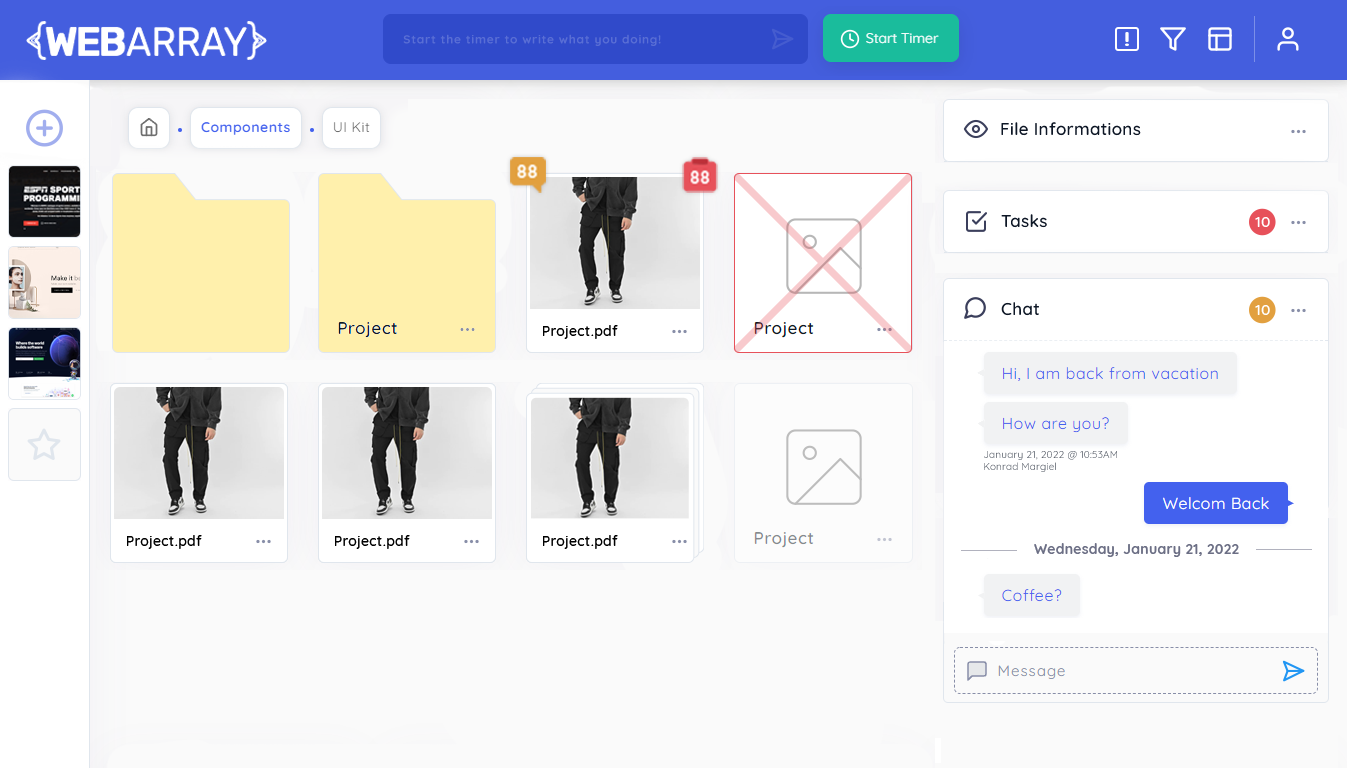 {WEBARRAY}
Start the timer to write what you doing!
Start Timer
Components
UI Kit
File Informations
Tasks
10
Chat
10
ESPN SPORT
PROGRAMMI
Make it bo
Where the world
builds software
88
88
Project
Project.pdf
Project
Project.pdf
Project.pdf
Project.pdf
Project
Hi, I am back from vacation
How are you?
January 21, 2022 @ 10:53AM
Konrad Margiel
Welcom Back
Wednesday, January 21, 2022
Coffee?
Message